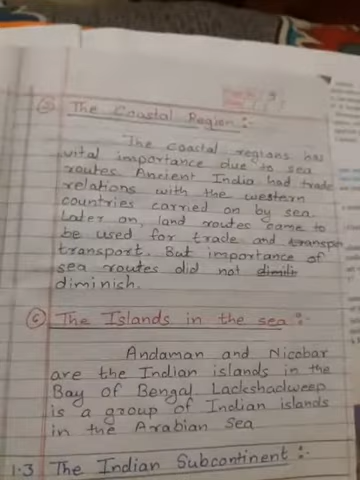 ⑤ The Coastal Region :-
The coastal regions has
vital importance due to sea
routes. Ancient India had trade
relations with the western
countries carried on by sea.
Later on, land routes came to
be used for trade and transpo
transport. But importance of
sea routes did not dimili
diminish.
⑥ The Islands in the sea :-
Andaman and Nicobar
are the Indian islands in the
Bay of Bengal Lackshadweep
is a group of Indian islands
in the Arabian Sea
1.3 The Indian Subcontinent :-